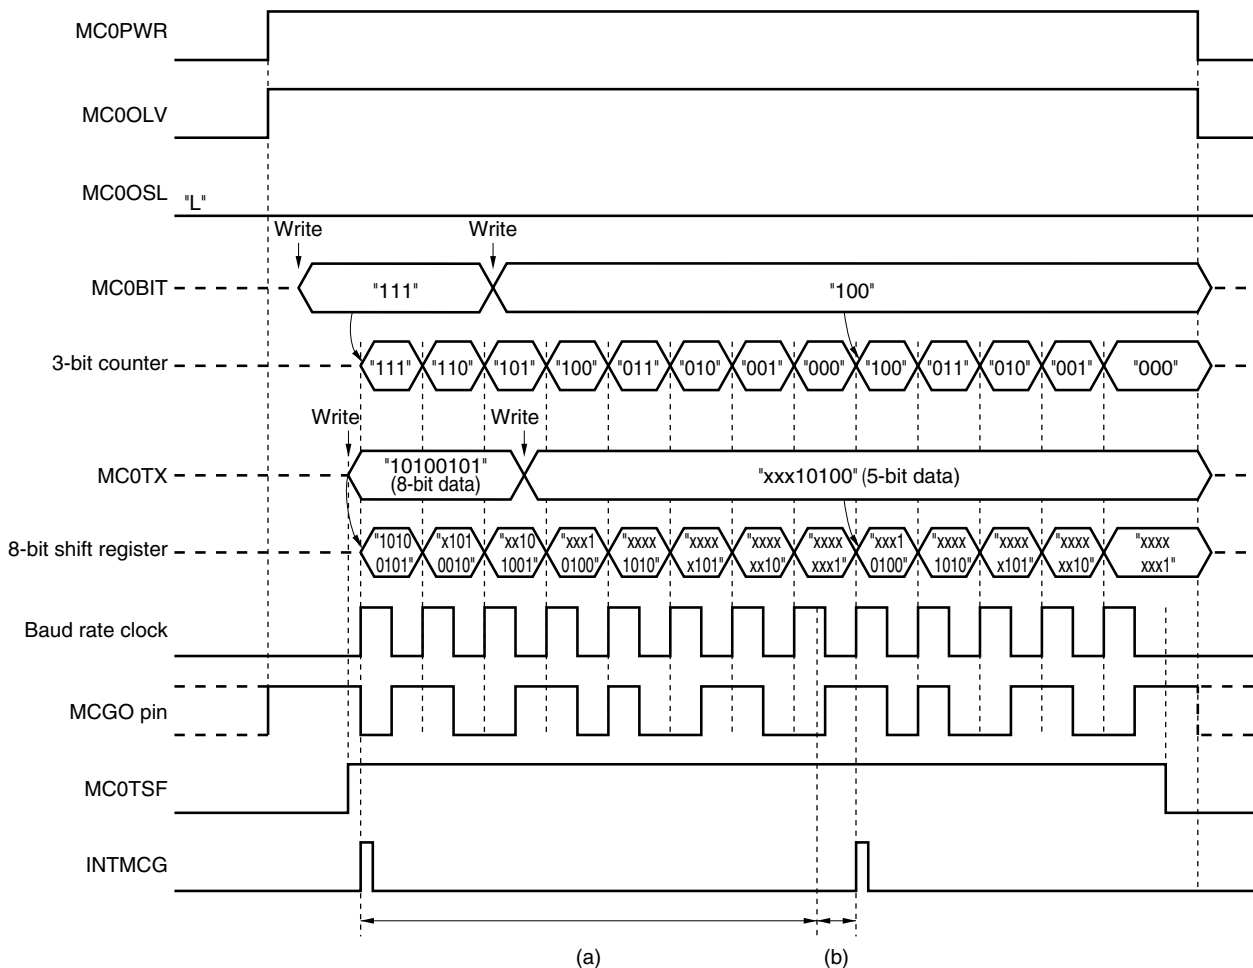 MC0PWR
MC0OLV
MC0OSL "L"
Write Write
MC0BIT "111" "100"
3-bit counter "111" "110" "101" "100" "011" "010" "001" "000" "100" "011" "010" "001" "000"
Write Write
MC0TX "10100101" "xxx10100" (5-bit data)
(8-bit data)
8-bit shift register "1010 "x101 "xx10 "xxx1 "xxxx "xxxx "xxxx "xxxx "xxx1 "xxxx "xxxx "xxxx "xxxx
0101" 0010" 1001" 0100" 1010" x101" xx10" xxx1" 0100" 1010" x101" xx10" xxx1"
Baud rate clock
MCGO pin
MC0TSF
INTMCG
(a) (b)